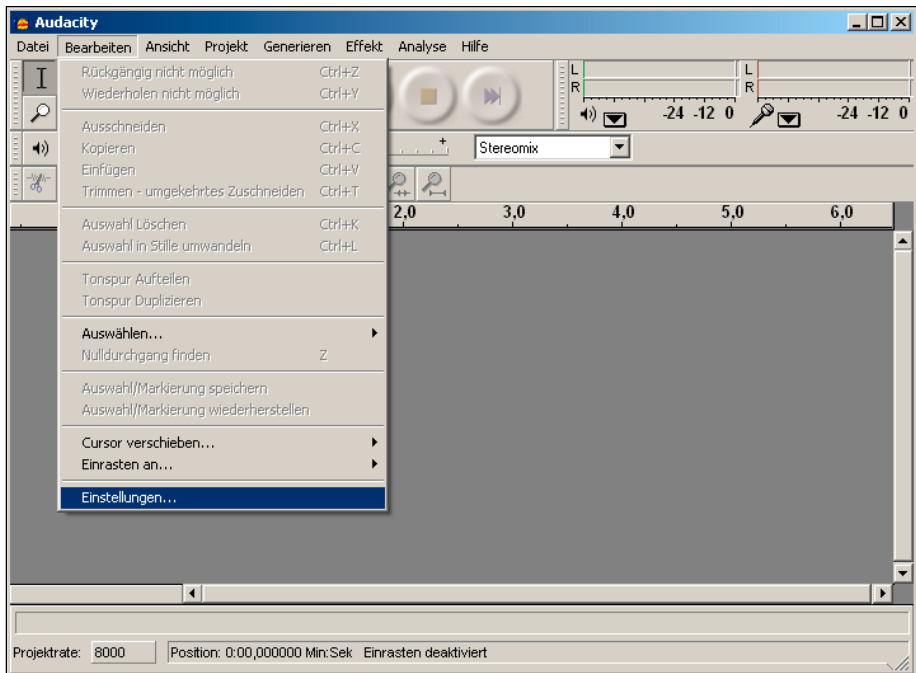 Audacity
Datei Bearbeiten Ansicht Projekt Generieren Effekt Analyse Hilfe
Rückgängig nicht möglich Ctrl+Z
Wiederholen nicht möglich Ctrl+Y
Ausschneiden Ctrl+X
Kopieren Ctrl+C
Einfügen Ctrl+V
Trimmen - umgekehrtes Zuschneiden Ctrl+T
Auswahl Löschen Ctrl+K
Auswahl in Stille umwandeln Ctrl+L
Tonspur Aufteilen
Tonspur Duplizieren
Auswählen...
Nulldurchgang finden Z
Auswahl/Markierung speichern
Auswahl/Markierung wiederherstellen
Cursor verschieben...
Einrasten an...
Einstellungen...
L
R
-24 -12 0
L
R
-24 -12 0
+
Stereomix
2,0 3,0 4,0 5,0 6,0
Projektrate: 8000 Position: 0:00,000000 Min:Sek Einrasten deaktiviert